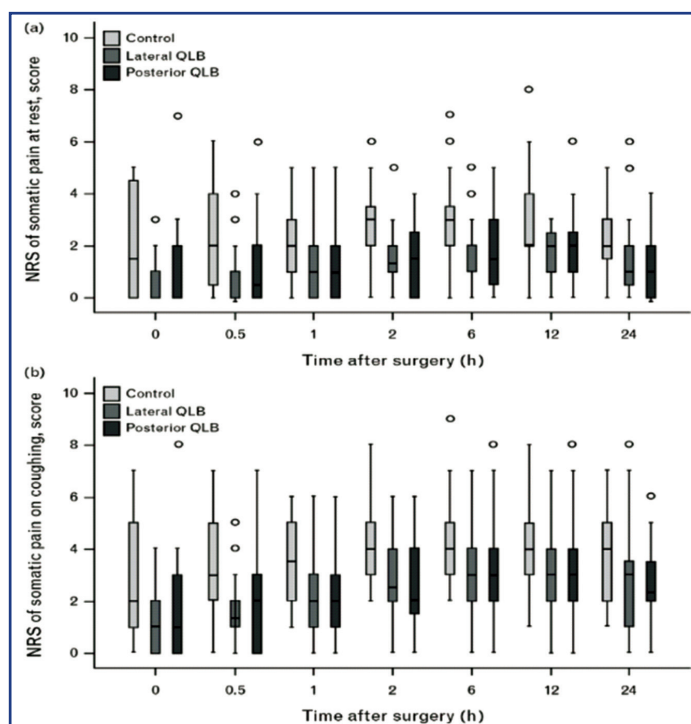 (a)
10
8
6
4
2
0
NRS of somatic pain at rest, score
Control
Lateral QLB
Posterior QLB
0 0.5 1 2 6 12 24
Time after surgery (h)
(b)
10
8
6
4
2
0
NRS of somatic pain on coughing, score
Control
Lateral QLB
Posterior QLB
0 0.5 1 2 6 12 24
Time after surgery (h)